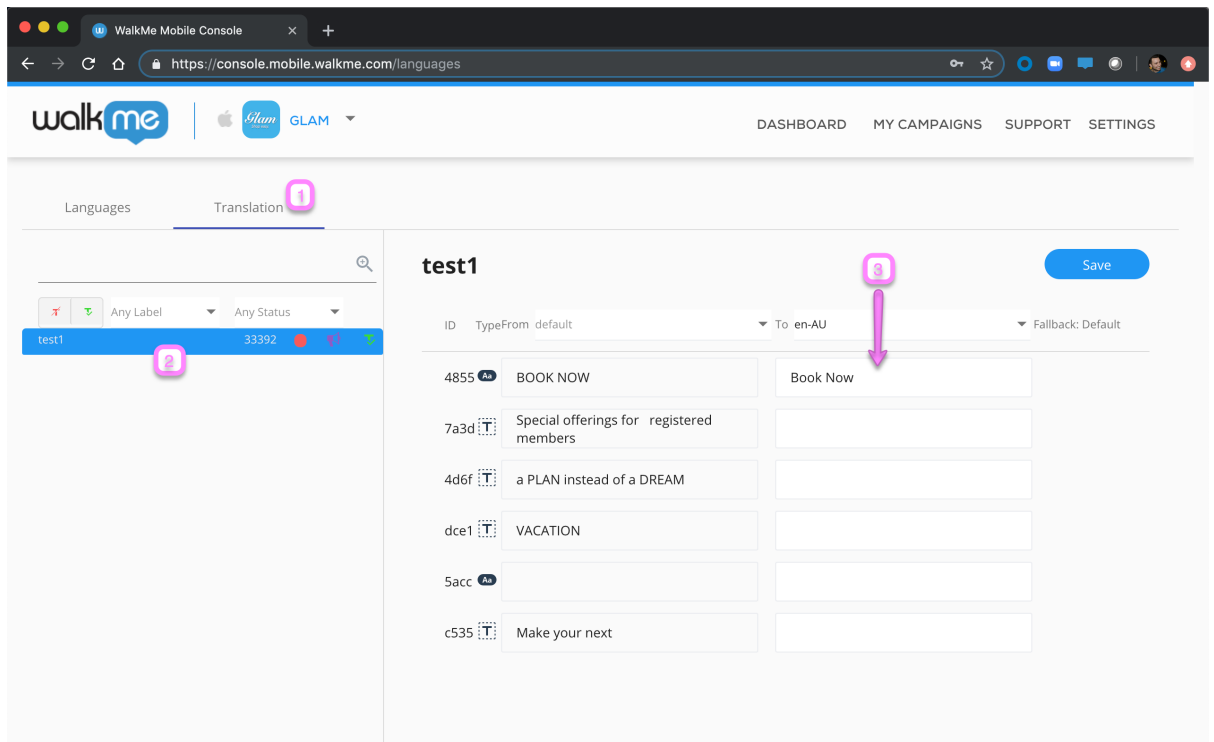 WalkMe Mobile Console
https://console.mobile.walkme.com/languages
walkme
Glam
GLAM
DASHBOARD MY CAMPAIGNS SUPPORT SETTINGS
Languages Translation 1
test1 3 Save
Any Label Any Status
ID Type From default To en-AU Fallback: Default
test1 33392
2
4855 Aa BOOK NOW Book Now
7a3d T Special offerings for registered
members
4d6f T a PLAN instead of a DREAM
dce1 T VACATION
5acc Aa
c535 T Make your next